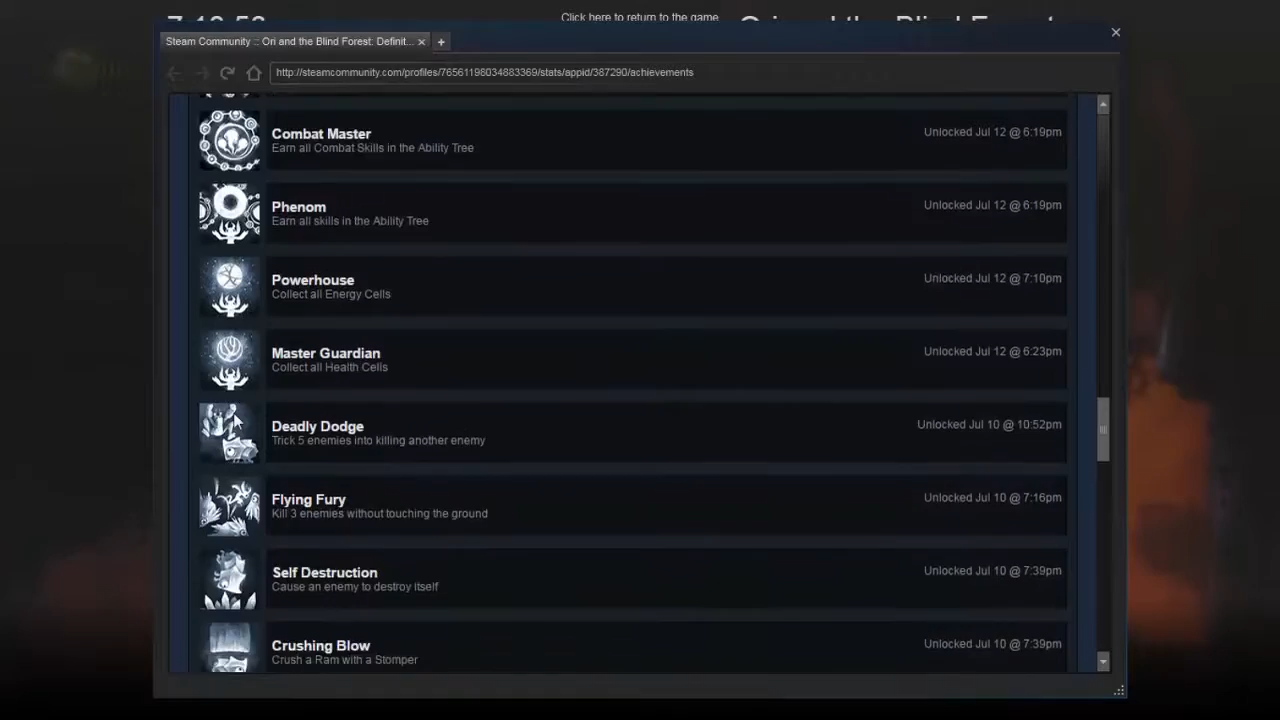 Click here to return to the game
Steam Community :: Ori and the Blind Forest: Definit...
http://steamcommunity.com/profiles/76561198034883369/stats/appid/387290/achievements
Combat Master
Earn all Combat Skills in the Ability Tree
Unlocked Jul 12 @ 6:19pm
Phenom
Earn all skills in the Ability Tree
Unlocked Jul 12 @ 6:19pm
Powerhouse
Collect all Energy Cells
Unlocked Jul 12 @ 7:10pm
Master Guardian
Collect all Health Cells
Unlocked Jul 12 @ 6:23pm
Deadly Dodge
Trick 5 enemies into killing another enemy
Unlocked Jul 10 @ 10:52pm
Flying Fury
Kill 3 enemies without touching the ground
Unlocked Jul 10 @ 7:16pm
Self Destruction
Cause an enemy to destroy itself
Unlocked Jul 10 @ 7:39pm
Crushing Blow
Crush a Ram with a Stomper
Unlocked Jul 10 @ 7:39pm